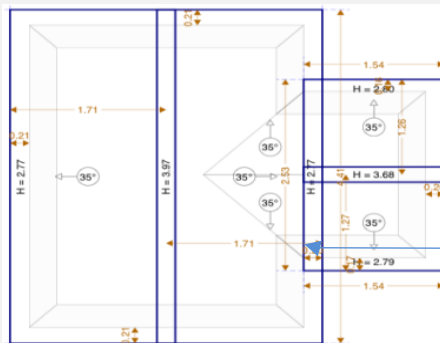 0.21
1.54
H = 2.80
35°
1.26
1.71
0.21
H = 2.77
35°
H = 3.97
35°
35°
35°
2.53
H = 2.77
H = 3.68
35°
1.27
1.71
H = 2.79
1.54
0.21